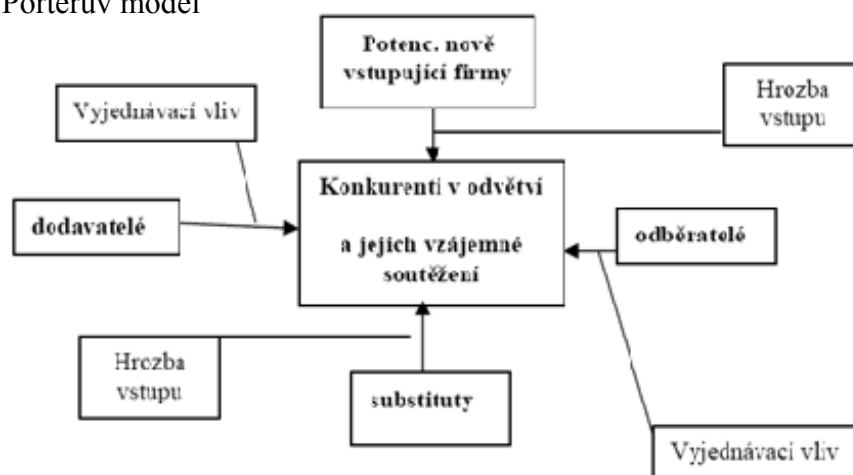 Porterův model
Potenc. nově
vstupující firmy
Hrozba
vstupu
Vyjednávací vliv
Konkurenti v odvětví
a jejich vzájemné
soutěžení
dodavatelé
odběratelé
Hrozba
vstupu
substituty
Vyjednávací vliv